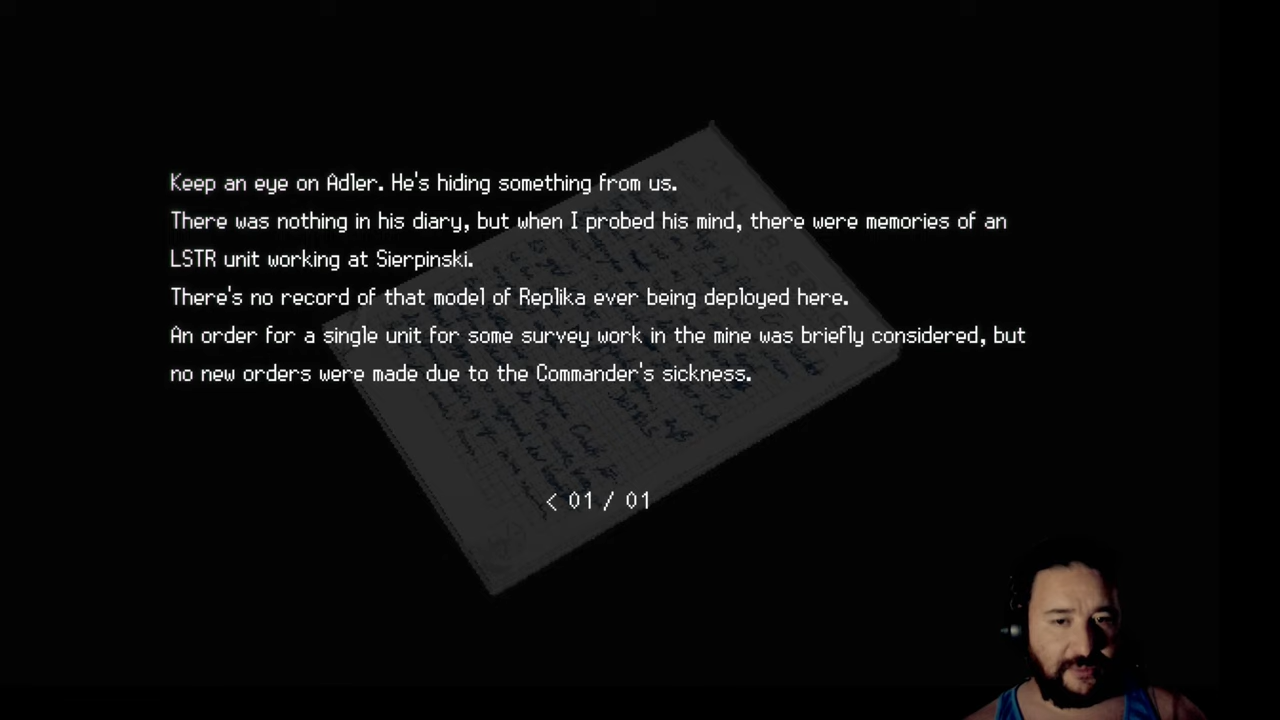 Keep an eye on Adler. He's hiding something from us.
There was nothing in his diary, but when I probed his mind, there were memories of an
LSTR unit working at Sierpinski.
There's no record of that model of Replika ever being deployed here.
An order for a single unit for some survey work in the mine was briefly considered, but
no new orders were made due to the Commander's sickness.
< 01 / 01